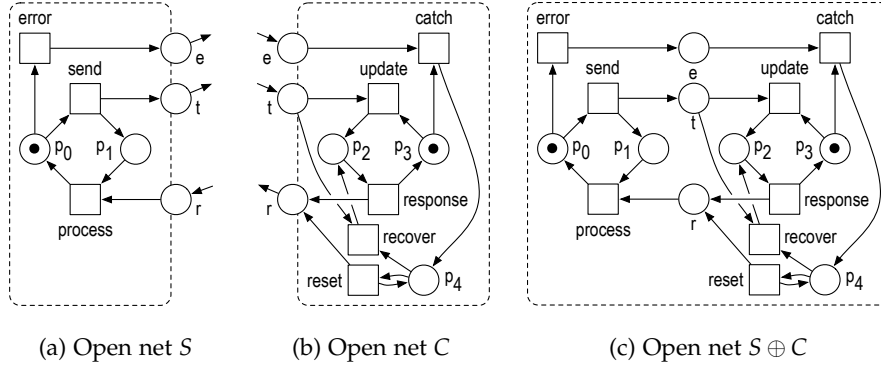 error
e
send
t
p0
p1
r
process
catch
e
update
t
p2
p3
r
response
recover
reset
p4
error
catch
e
send
update
t
p0
p1
p2
p3
r
response
process
recover
reset
p4
(a) Open net S
(b) Open net C
(c) Open net S ⊕ C